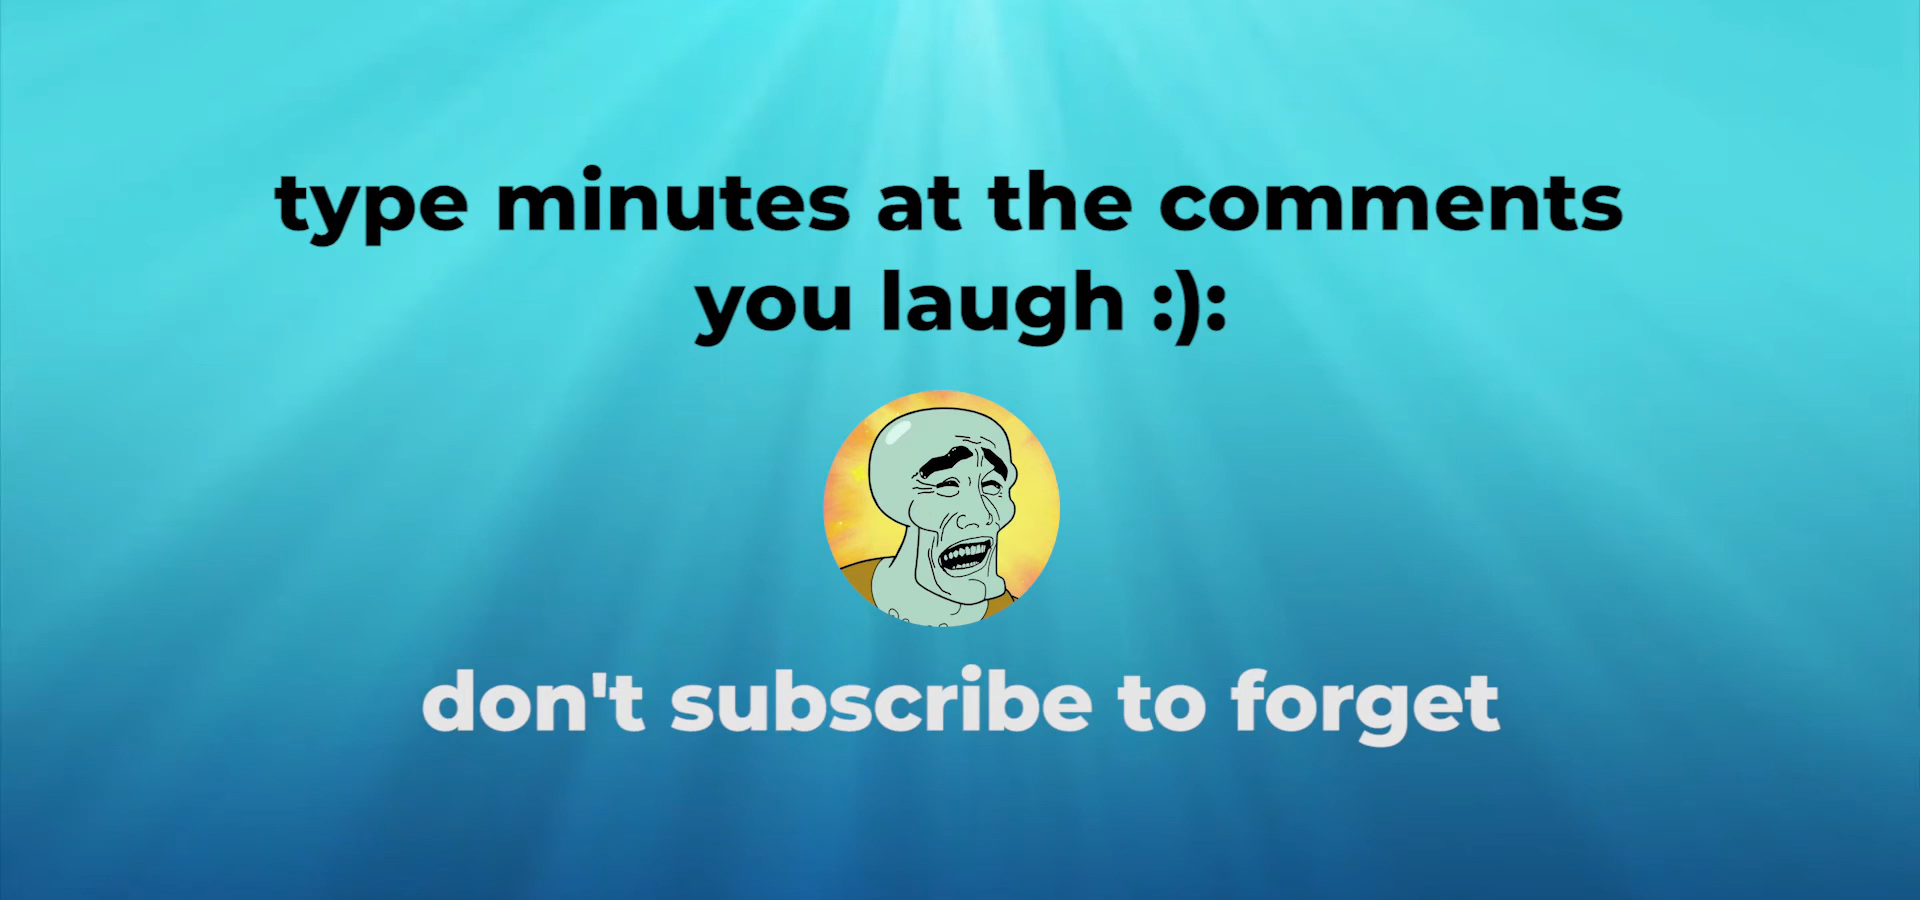 type minutes at the comments
you laugh :):
don't subscribe to forget